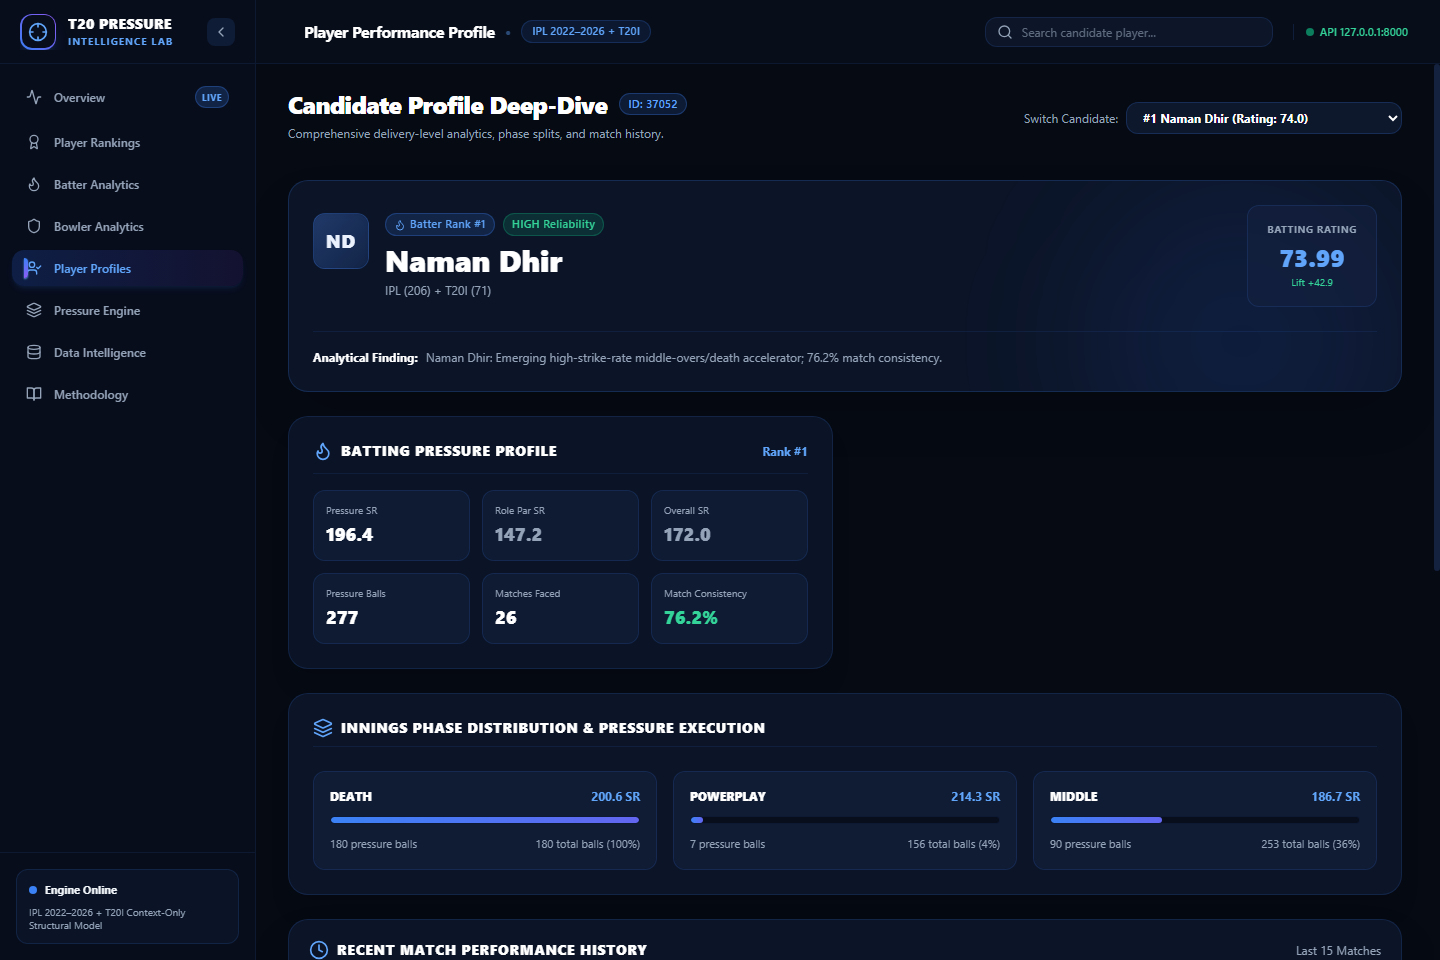 T20 PRESSURE
INTELLIGENCE LAB
Player Performance Profile
IPL 2022–2026 + T20I
Search candidate player...
API 127.0.0.1:8000
Overview
LIVE
Player Rankings
Batter Analytics
Bowler Analytics
Player Profiles
Pressure Engine
Data Intelligence
Methodology
Engine Online
IPL 2022–2026 + T20I Context-Only
Structural Model
Candidate Profile Deep-Dive
ID: 37052
Comprehensive delivery-level analytics, phase splits, and match history.
Switch Candidate:
#1 Naman Dhir (Rating: 74.0)
ND
Batter Rank #1
HIGH Reliability
Naman Dhir
IPL (206) + T20I (71)
BATTING RATING
73.99
Lift +42.9
Analytical Finding: Naman Dhir: Emerging high-strike-rate middle-overs/death accelerator; 76.2% match consistency.
BATTING PRESSURE PROFILE
Rank #1
Pressure SR
196.4
Role Par SR
147.2
Overall SR
172.0
Pressure Balls
277
Matches Faced
26
Match Consistency
76.2%
INNINGS PHASE DISTRIBUTION & PRESSURE EXECUTION
DEATH
200.6 SR
180 pressure balls
180 total balls (100%)
POWERPLAY
214.3 SR
7 pressure balls
156 total balls (4%)
MIDDLE
186.7 SR
90 pressure balls
253 total balls (36%)
RECENT MATCH PERFORMANCE HISTORY
Last 15 Matches